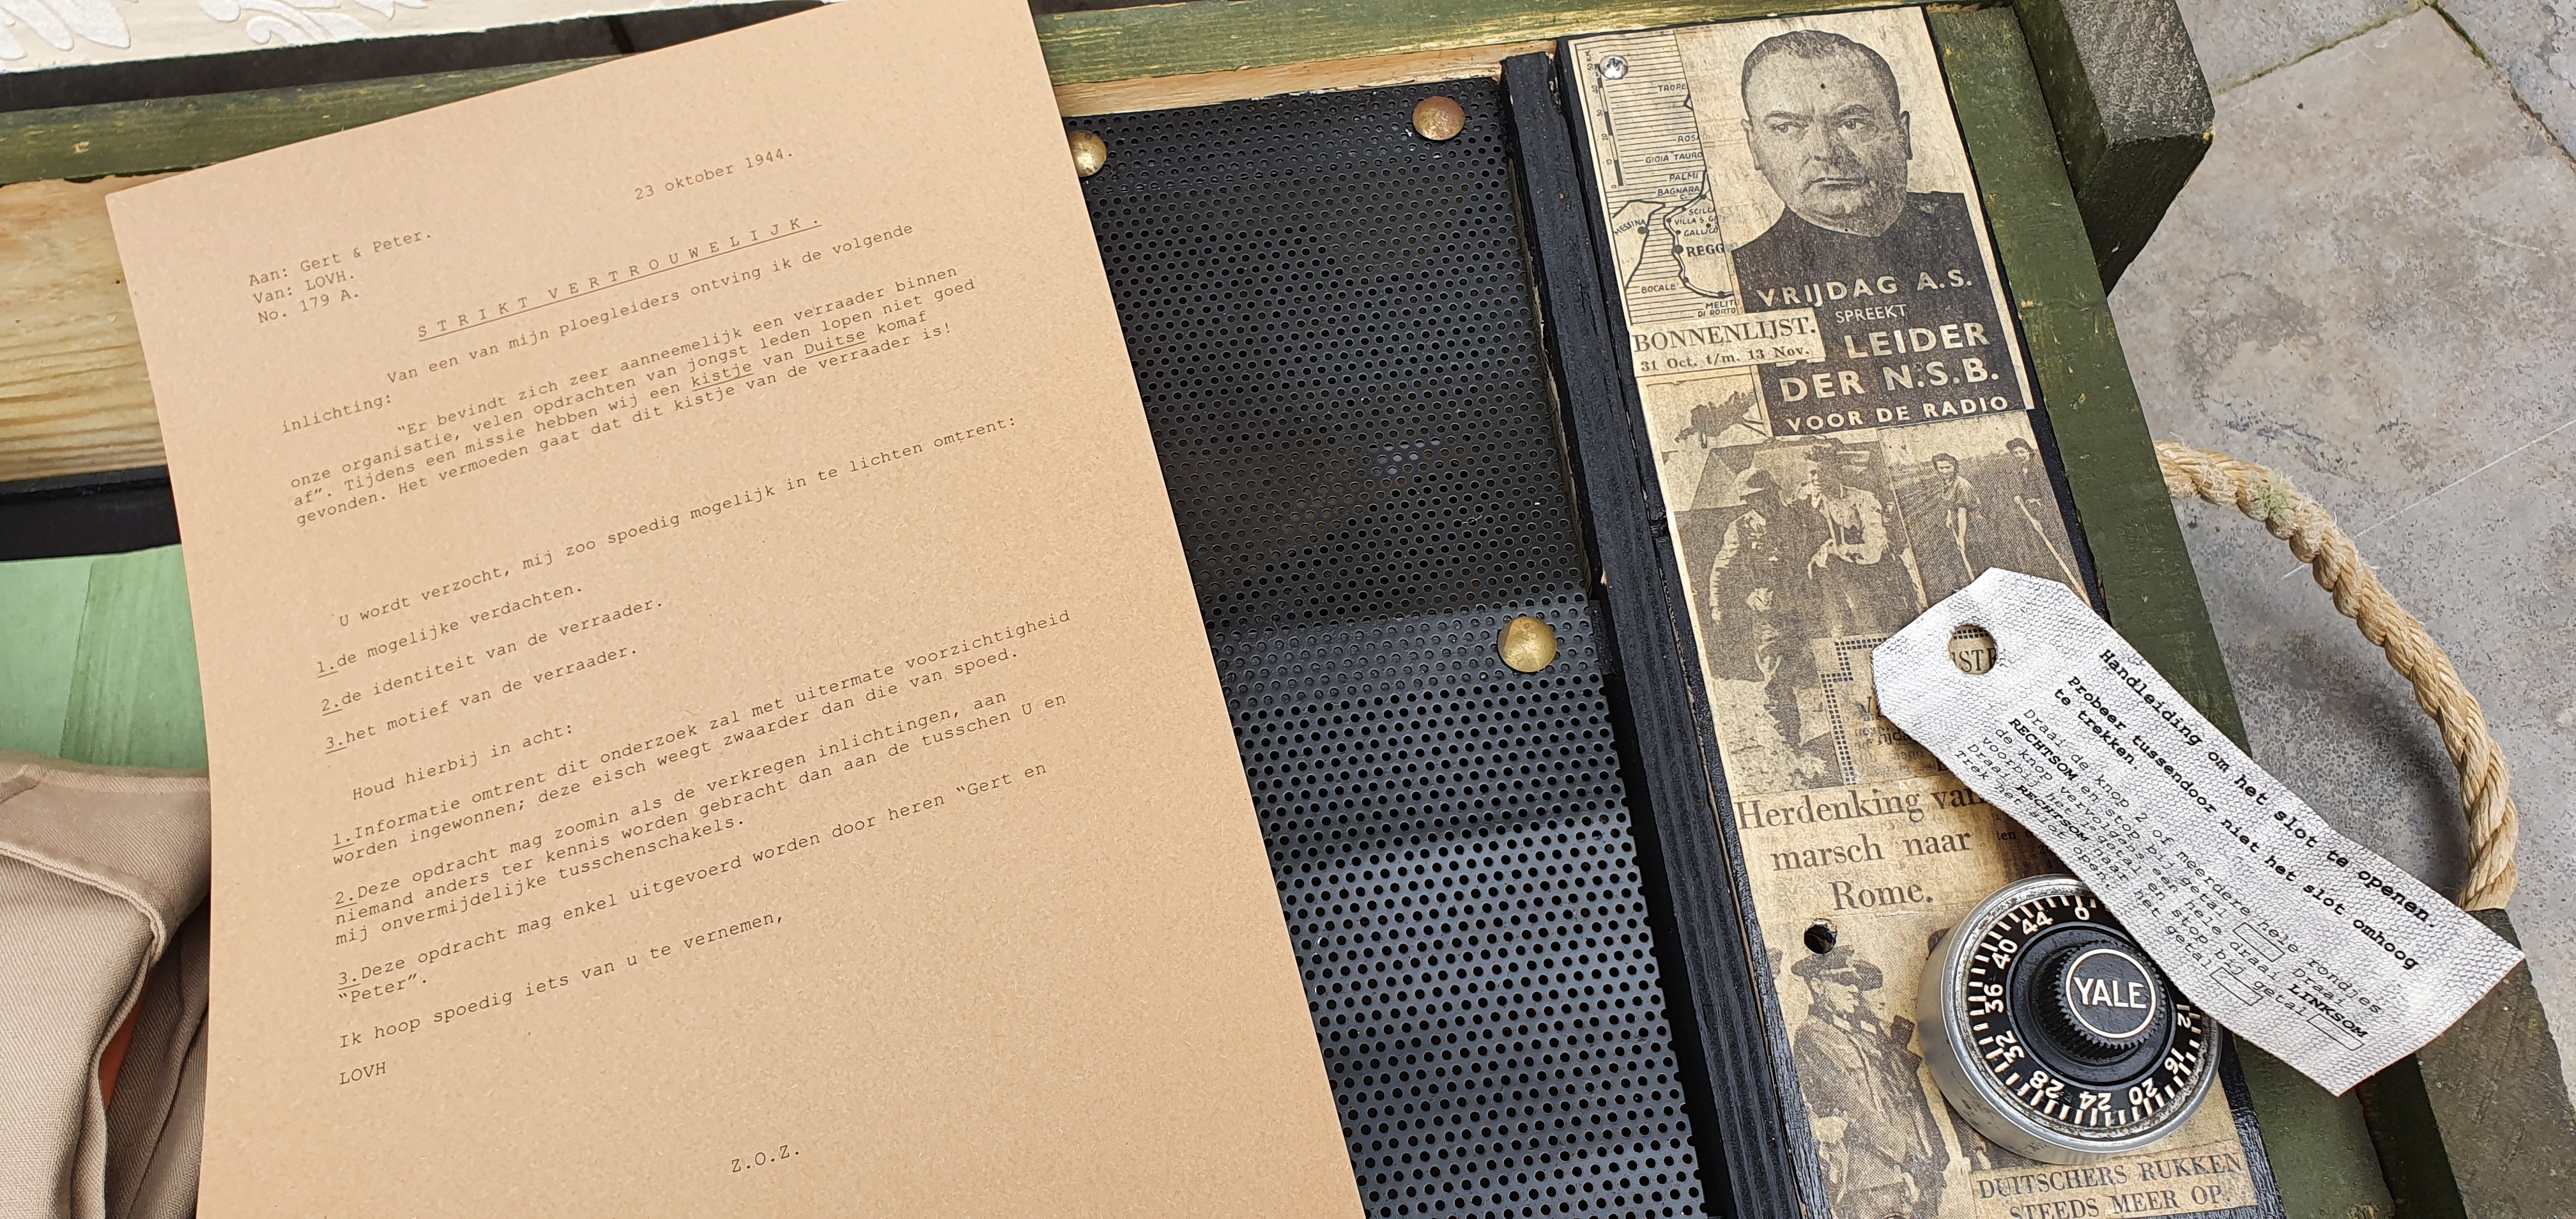 23 oktober 1944.
Aan: Gert & Peter.
Van: LOVH.
No. 179 A.
STRIKT VERTROUWELIJK.
Van een van mijn ploegleiders ontving ik de volgende
inlichting:
“Er bevindt zich zeer aanneemelijk een verraader binnen
onze organisatie, velen opdrachten van jongst leden lopen niet goed
af”. Tijdens een missie hebben wij een kistje van Duitse komaf
gevonden. Het vermoeden gaat dat dit kistje van de verraader is!
U wordt verzocht, mij zoo spoedig mogelijk in te lichten omtrent:
1.de mogelijke verdachten.
2.de identiteit van de verraader.
3.het motief van de verraader.
Houd hierbij in acht:
1.Informatie omtrent dit onderzoek zal met uitermate voorzichtigheid
worden ingewonnen; deze eisch weegt zwaarder dan die van spoed.
2.Deze opdracht mag zoomin als de verkregen inlichtingen, aan
niemand anders ter kennis worden gebracht dan aan de tusschen U en
mij onvermijdelijke tusschenschakels.
3.Deze opdracht mag enkel uitgevoerd worden door heren “Gert en
“Peter”.
Ik hoop spoedig iets van u te vernemen,
LOVH
Z.O.Z.
TROPE
ROS
GIOIA TAURO
PALMI
BAGNARA
SCILL
MESSINA
VILLA S. G
GALLICO
REGG
BOCALE
MELIT
DI PORTO
VRIJDAG A.S.
SPREEKT
LEIDER
DER N.S.B.
VOOR DE RADIO
BONNENLIJST.
31 Oct. t/m. 13 Nov.
Herdenking van
marsch naar
Rome.
Handleiding om het slot te openen.
Probeer tussendoor niet het slot omhoog
te trekken.
Draai de knop 2 of meerdere hele rondjes
RECHTSOM en stop bij getal Draai
de knop vervolgens een hele draai LINKSOM
voorbij het 1e getal en stop bij getal
Draai RECHTSOM naar het getal
Trek het slot open.
0
44
40
36
32
28
24
20
16
12
YALE
DUITSCHERS RUKKEN
STEEDS MEER OP.